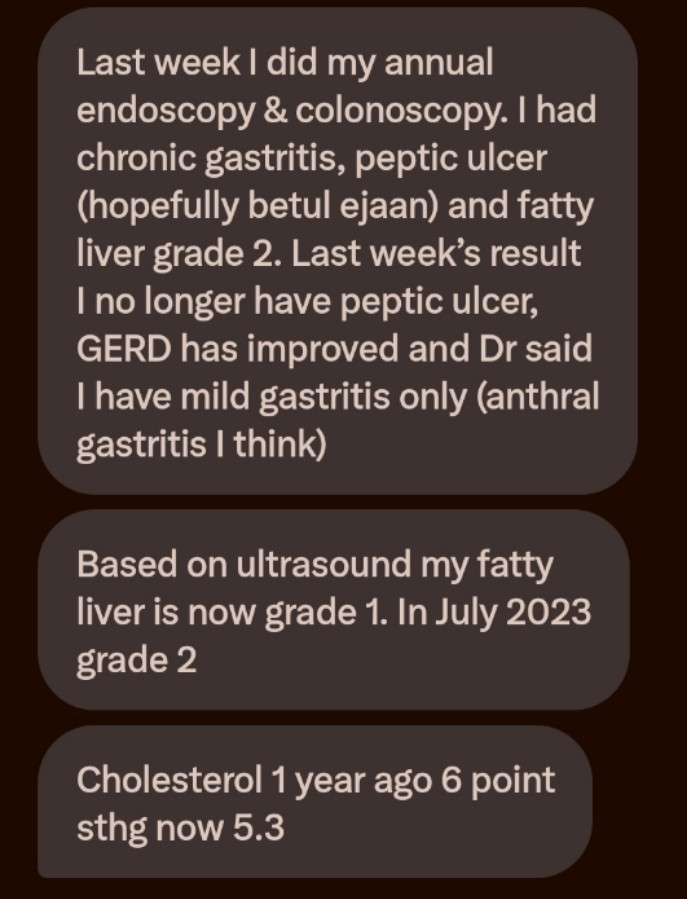 Last week I did my annual
endoscopy & colonoscopy. I had
chronic gastritis, peptic ulcer
(hopefully betul ejaan) and fatty
liver grade 2. Last week’s result
I no longer have peptic ulcer,
GERD has improved and Dr said
I have mild gastritis only (anthral
gastritis I think)
Based on ultrasound my fatty
liver is now grade 1. In July 2023
grade 2
Cholesterol 1 year ago 6 point
sthg now 5.3